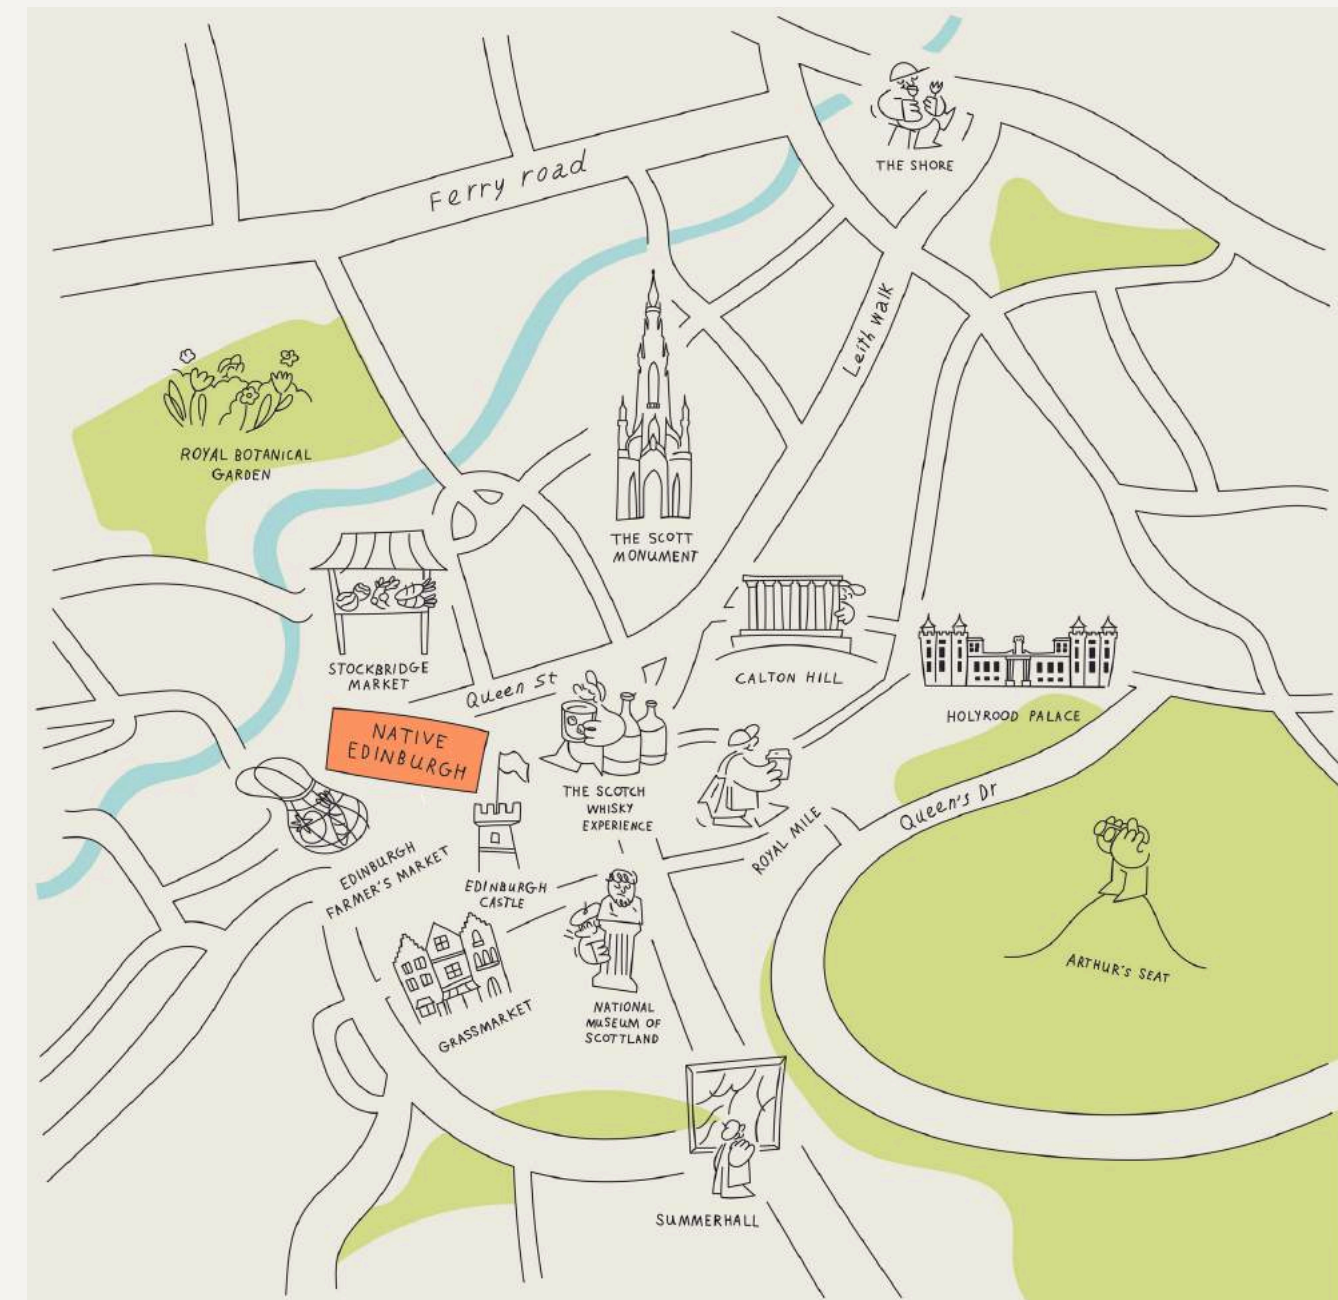 THE SHORE
Ferry road
Leith walk
ROYAL BOTANICAL
GARDEN
THE SCOTT
MONUMENT
STOCKBRIDGE
MARKET
Queen St
CALTON HILL
HOLYROOD PALACE
NATIVE
EDINBURGH
THE SCOTCH
WHISKY
EXPERIENCE
Queen's Dr
ROYAL MILE
EDINBURGH
FARMER'S MARKET
EDINBURGH
CASTLE
ARTHUR'S SEAT
GRASSMARKET
NATIONAL
MUSEUM OF
SCOTTLAND
SUMMERHALL